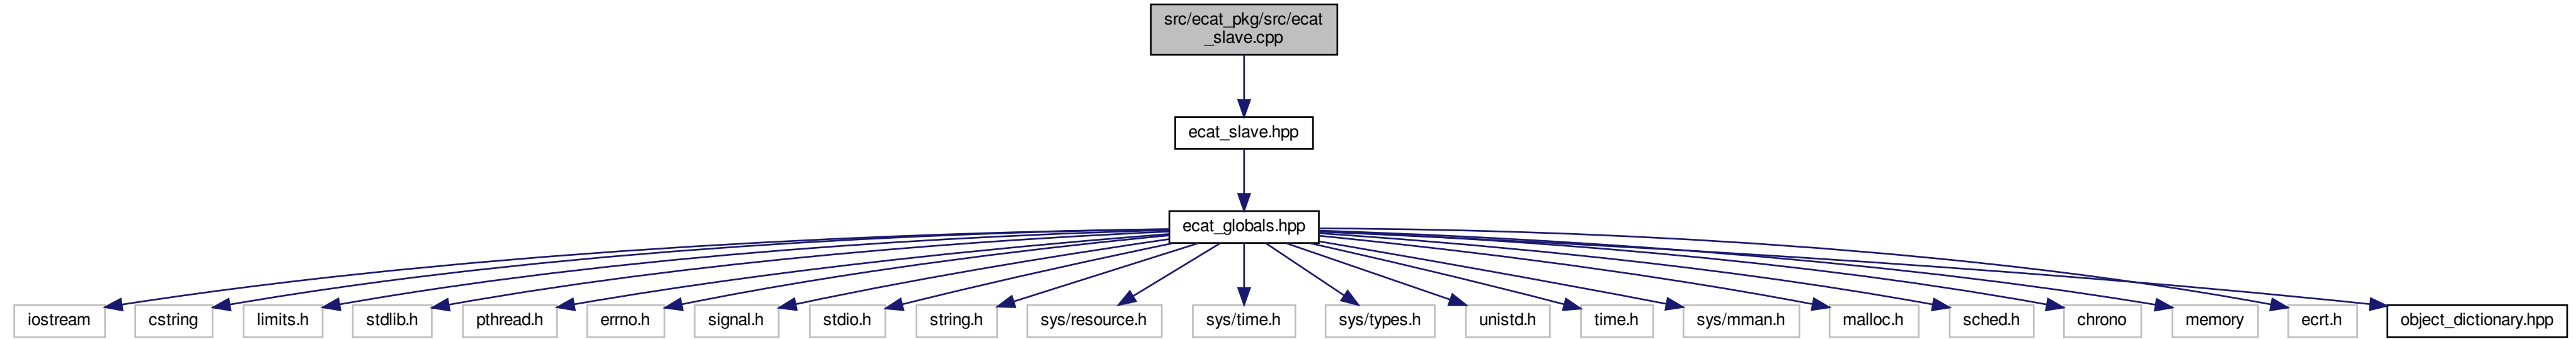 src/ecat_pkg/src/ecat
_slave.cpp
ecat_slave.hpp
ecat_globals.hpp
iostream
cstring
limits.h
stdlib.h
pthread.h
errno.h
signal.h
stdio.h
string.h
sys/resource.h
sys/time.h
sys/types.h
unistd.h
time.h
sys/mman.h
malloc.h
sched.h
chrono
memory
ecrt.h
object_dictionary.hpp